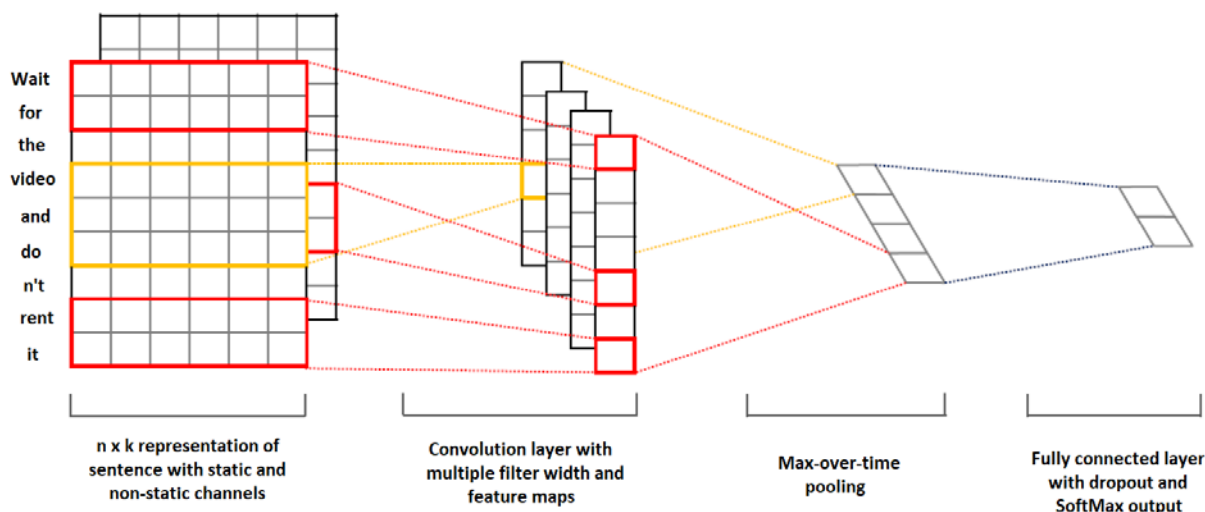 Wait
for
the
video
and
do
n't
rent
it
n x k representation of
sentence with static and
non-static channels
Convolution layer with
multiple filter width and
feature maps
Max-over-time
pooling
Fully connected layer
with dropout and
SoftMax output